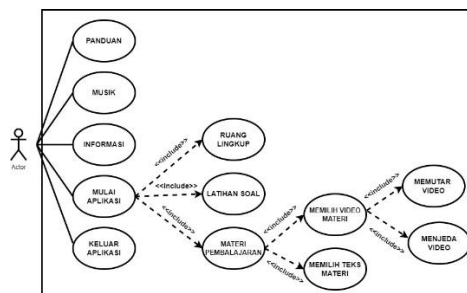 PANDUAN
MUSIK
INFORMASI
Actor
MULAI
APLIKASI
KELUAR
APLIKASI
<<include>>
<<include>>
<<include>>
RUANG
LINGKUP
LATIHAN SOAL
MATERI
PEMBALAJARAN
<<include>>
<<include>>
MEMILIH VIDEO
MATERI
MEMILIH TEKS
MATERI
<<include>>
<<include>>
MEMUTAR
VIDEO
MENJEDA
VIDEO